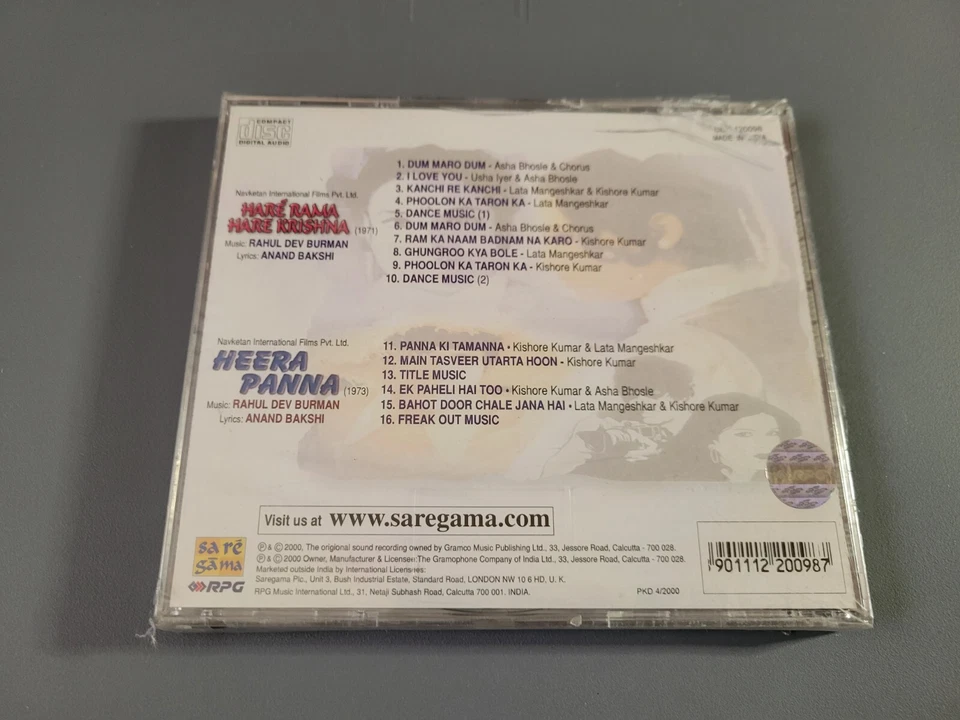 COMPACT
disc
DIGITAL AUDIO
MADE IN
Navketan International Films Pvt. Ltd.
HARÉ RAMA
HARÉ KRISHNA (1971)
Music: RAHUL DEV BURMAN
Lyrics: ANAND BAKSHI
1. DUM MARO DUM - Asha Bhosle & Chorus
2. I LOVE YOU - Usha Iyer & Asha Bhosle
3. KANCHI RE KANCHI - Lata Mangeshkar & Kishore Kumar
4. PHOOLON KA TARON KA - Lata Mangeshkar
5. DANCE MUSIC (1)
6. DUM MARO DUM - Asha Bhosle & Chorus
7. RAM KA NAAM BADNAM NA KARO - Kishore Kumar
8. GHUNGROO KYA BOLE - Lata Mangeshkar
9. PHOOLON KA TARON KA - Kishore Kumar
10. DANCE MUSIC (2)
Navketan International Films Pvt. Ltd.
HEERA
PANNA (1973)
Music: RAHUL DEV BURMAN
Lyrics: ANAND BAKSHI
11. PANNA KI TAMANNA • Kishore Kumar & Lata Mangeshkar
12. MAIN TASVEER UTARTA HOON - Kishore Kumar
13. TITLE MUSIC
14. EK PAHELI HAI TOO • Kishore Kumar & Asha Bhosle
15. BAHOT DOOR CHALE JANA HAI • Lata Mangeshkar & Kishore Kumar
16. FREAK OUT MUSIC
Visit us at www.saregama.com
sa ré
gā ma
RPG
℗ & © 2000, The original sound recording owned by Gramco Music Publishing Ltd., 33, Jessore Road, Calcutta - 700 028.
℗ & © 2000 Owner, Manufacturer & Licensee: The Gramophone Company of India Ltd., 33, Jessore Road, Calcutta - 700 028.
Marketed outside India by International Licensees:
Saregama Plc., Unit 3, Bush Industrial Estate, Standard Road, LONDON NW 10 6 HD, U. K.
RPG Music International Ltd., 31, Netaji Subhash Road, Calcutta 700 001. INDIA.
PKD 4/2000
901112 200987